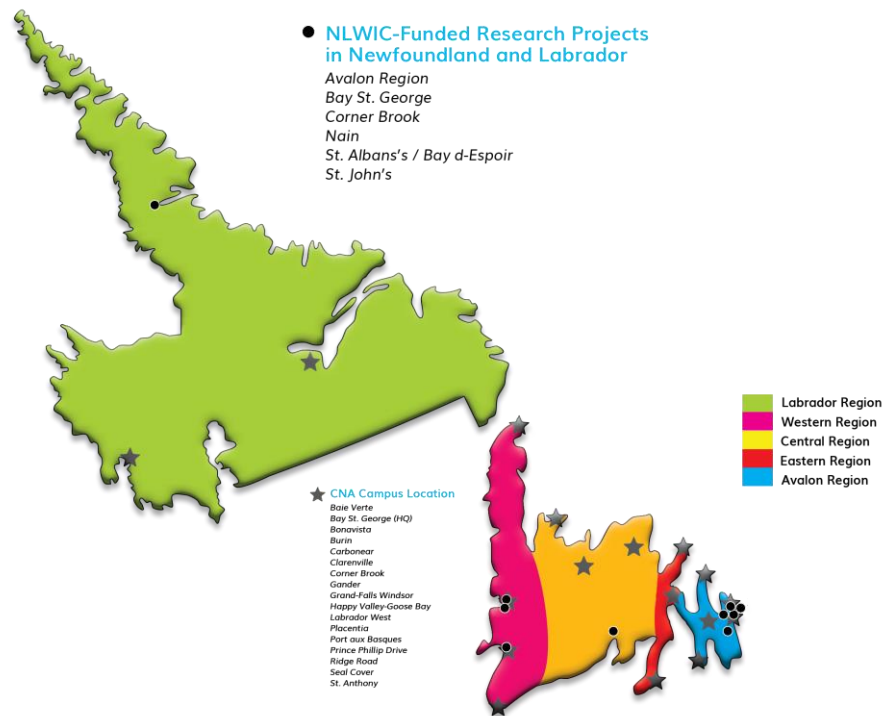 NLWIC-Funded Research Projects
in Newfoundland and Labrador
Avalon Region
Bay St. George
Corner Brook
Nain
St. Albans's / Bay d-Espoir
St. John's
Labrador Region
Western Region
Central Region
Eastern Region
Avalon Region
CNA Campus Location
Baie Verte
Bay St. George (HQ)
Bonavista
Burin
Carbonear
Clarenville
Corner Brook
Gander
Grand-Falls Windsor
Happy Valley-Goose Bay
Labrador West
Placentia
Port aux Basques
Prince Phillip Drive
Ridge Road
Seal Cover
St. Anthony